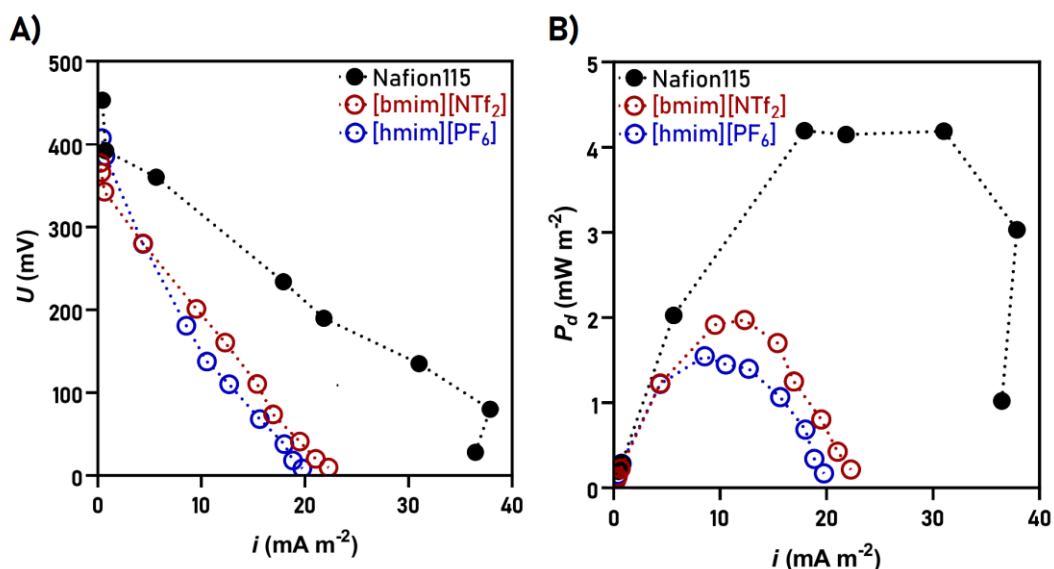 A)
500
400
300
200
100
0
U (mV)
Nafion115
[bmim][NTf₂]
[hmim][PF₆]
0 10 20 30 40
i (mA m⁻²)
B)
5
4
3
2
1
0
P_d (mW m⁻²)
Nafion115
[bmim][NTf₂]
[hmim][PF₆]
0 10 20 30 40
i (mA m⁻²)